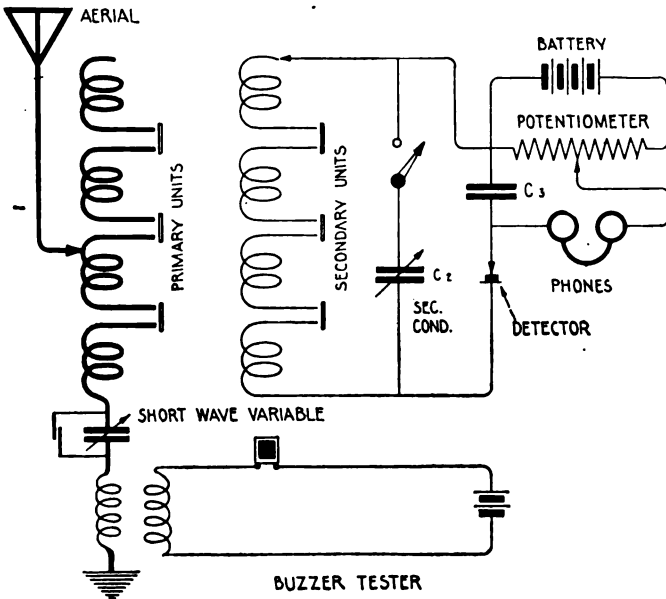 AERIAL
BATTERY
POTENTIOMETER
PRIMARY UNITS
SECONDARY UNITS
C3
C2
SEC.
COND.
PHONES
DETECTOR
SHORT WAVE VARIABLE
BUZZER TESTER